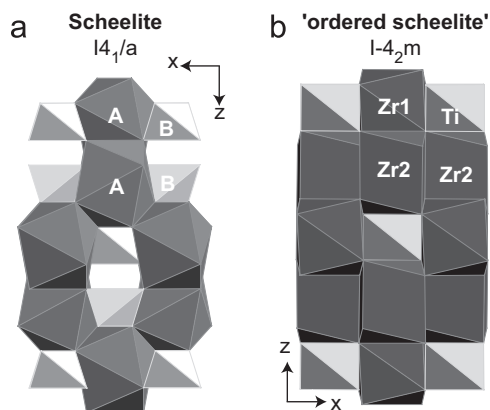 a
Scheelite
I4₁/a
x
z
A
B
A
B
b
'ordered scheelite'
I-4₂m
Zr1
Ti
Zr2
Zr2
z
x